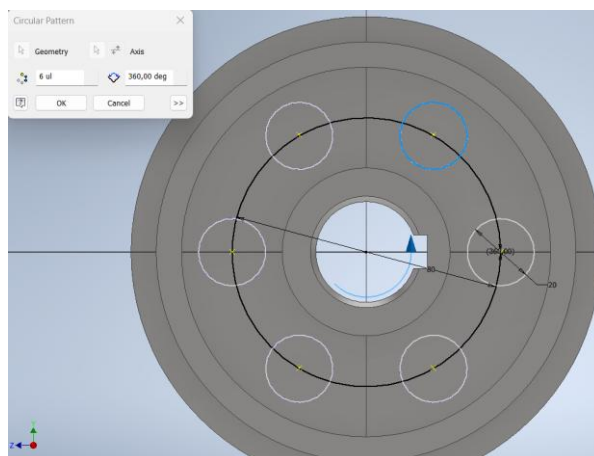 Circular Pattern
Geometry
Axis
6 ul
360,00 deg
OK
Cancel
>>
80
20
Y
Z